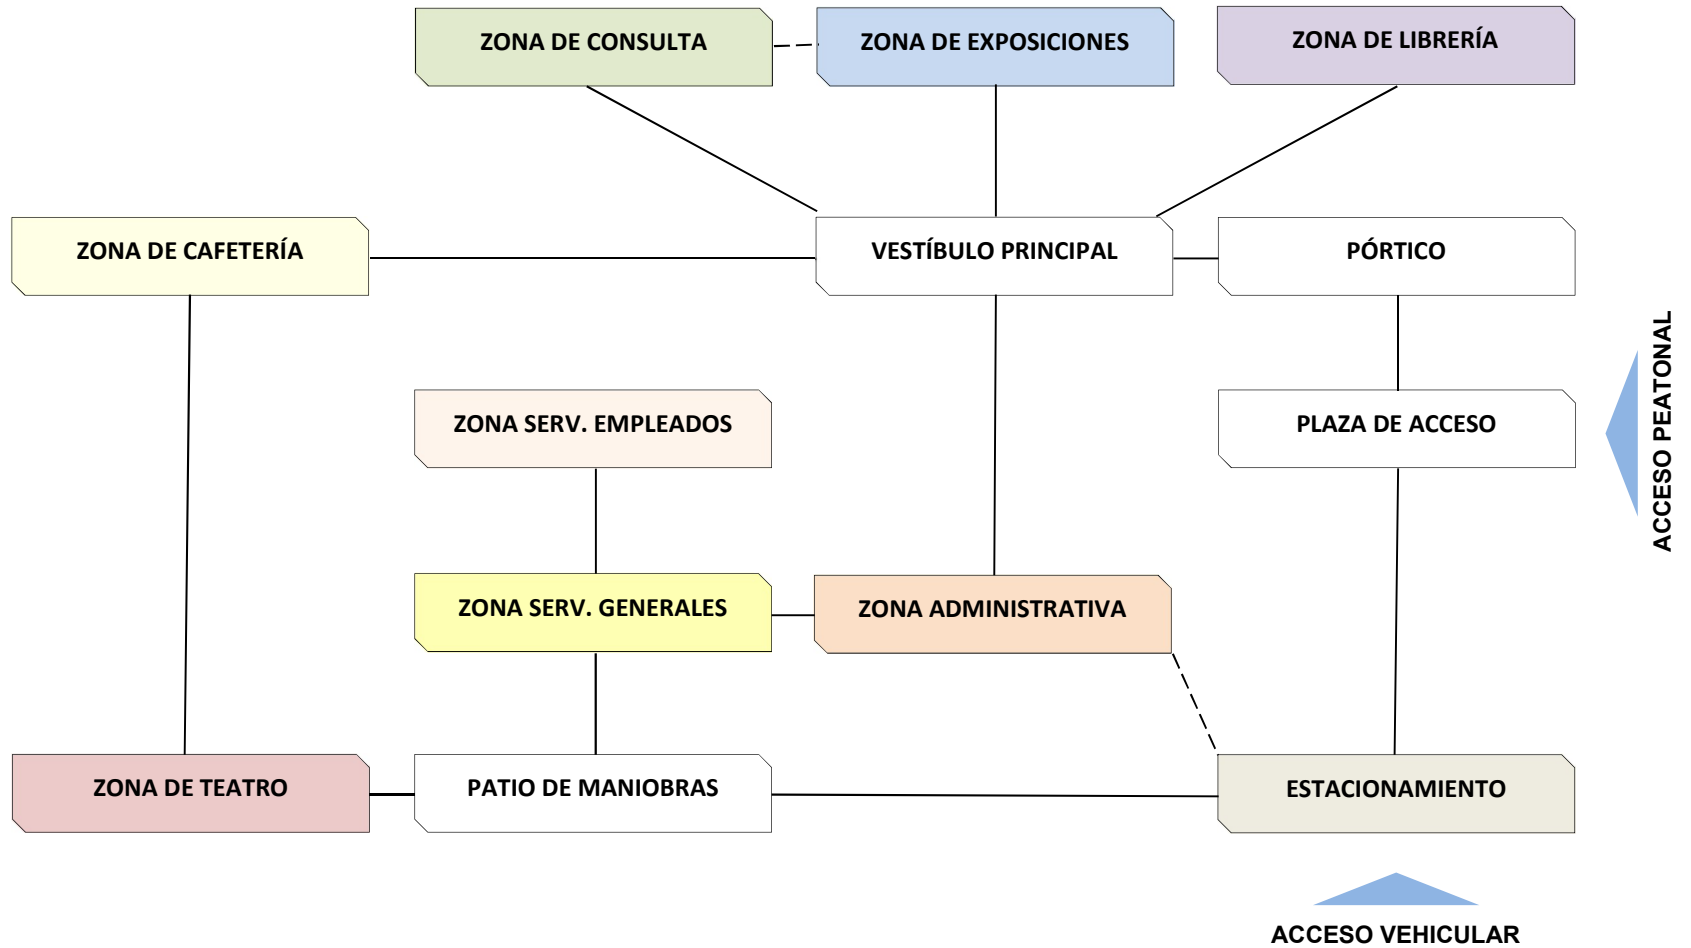 ZONA DE CONSULTA
ZONA DE EXPOSICIONES
ZONA DE LIBRERÍA
ZONA DE CAFETERÍA
VESTÍBULO PRINCIPAL
PÓRTICO
ACCESO PEATONAL
ZONA SERV. EMPLEADOS
PLAZA DE ACCESO
ZONA SERV. GENERALES
ZONA ADMINISTRATIVA
ZONA DE TEATRO
PATIO DE MANIOBRAS
ESTACIONAMIENTO
ACCESO VEHICULAR